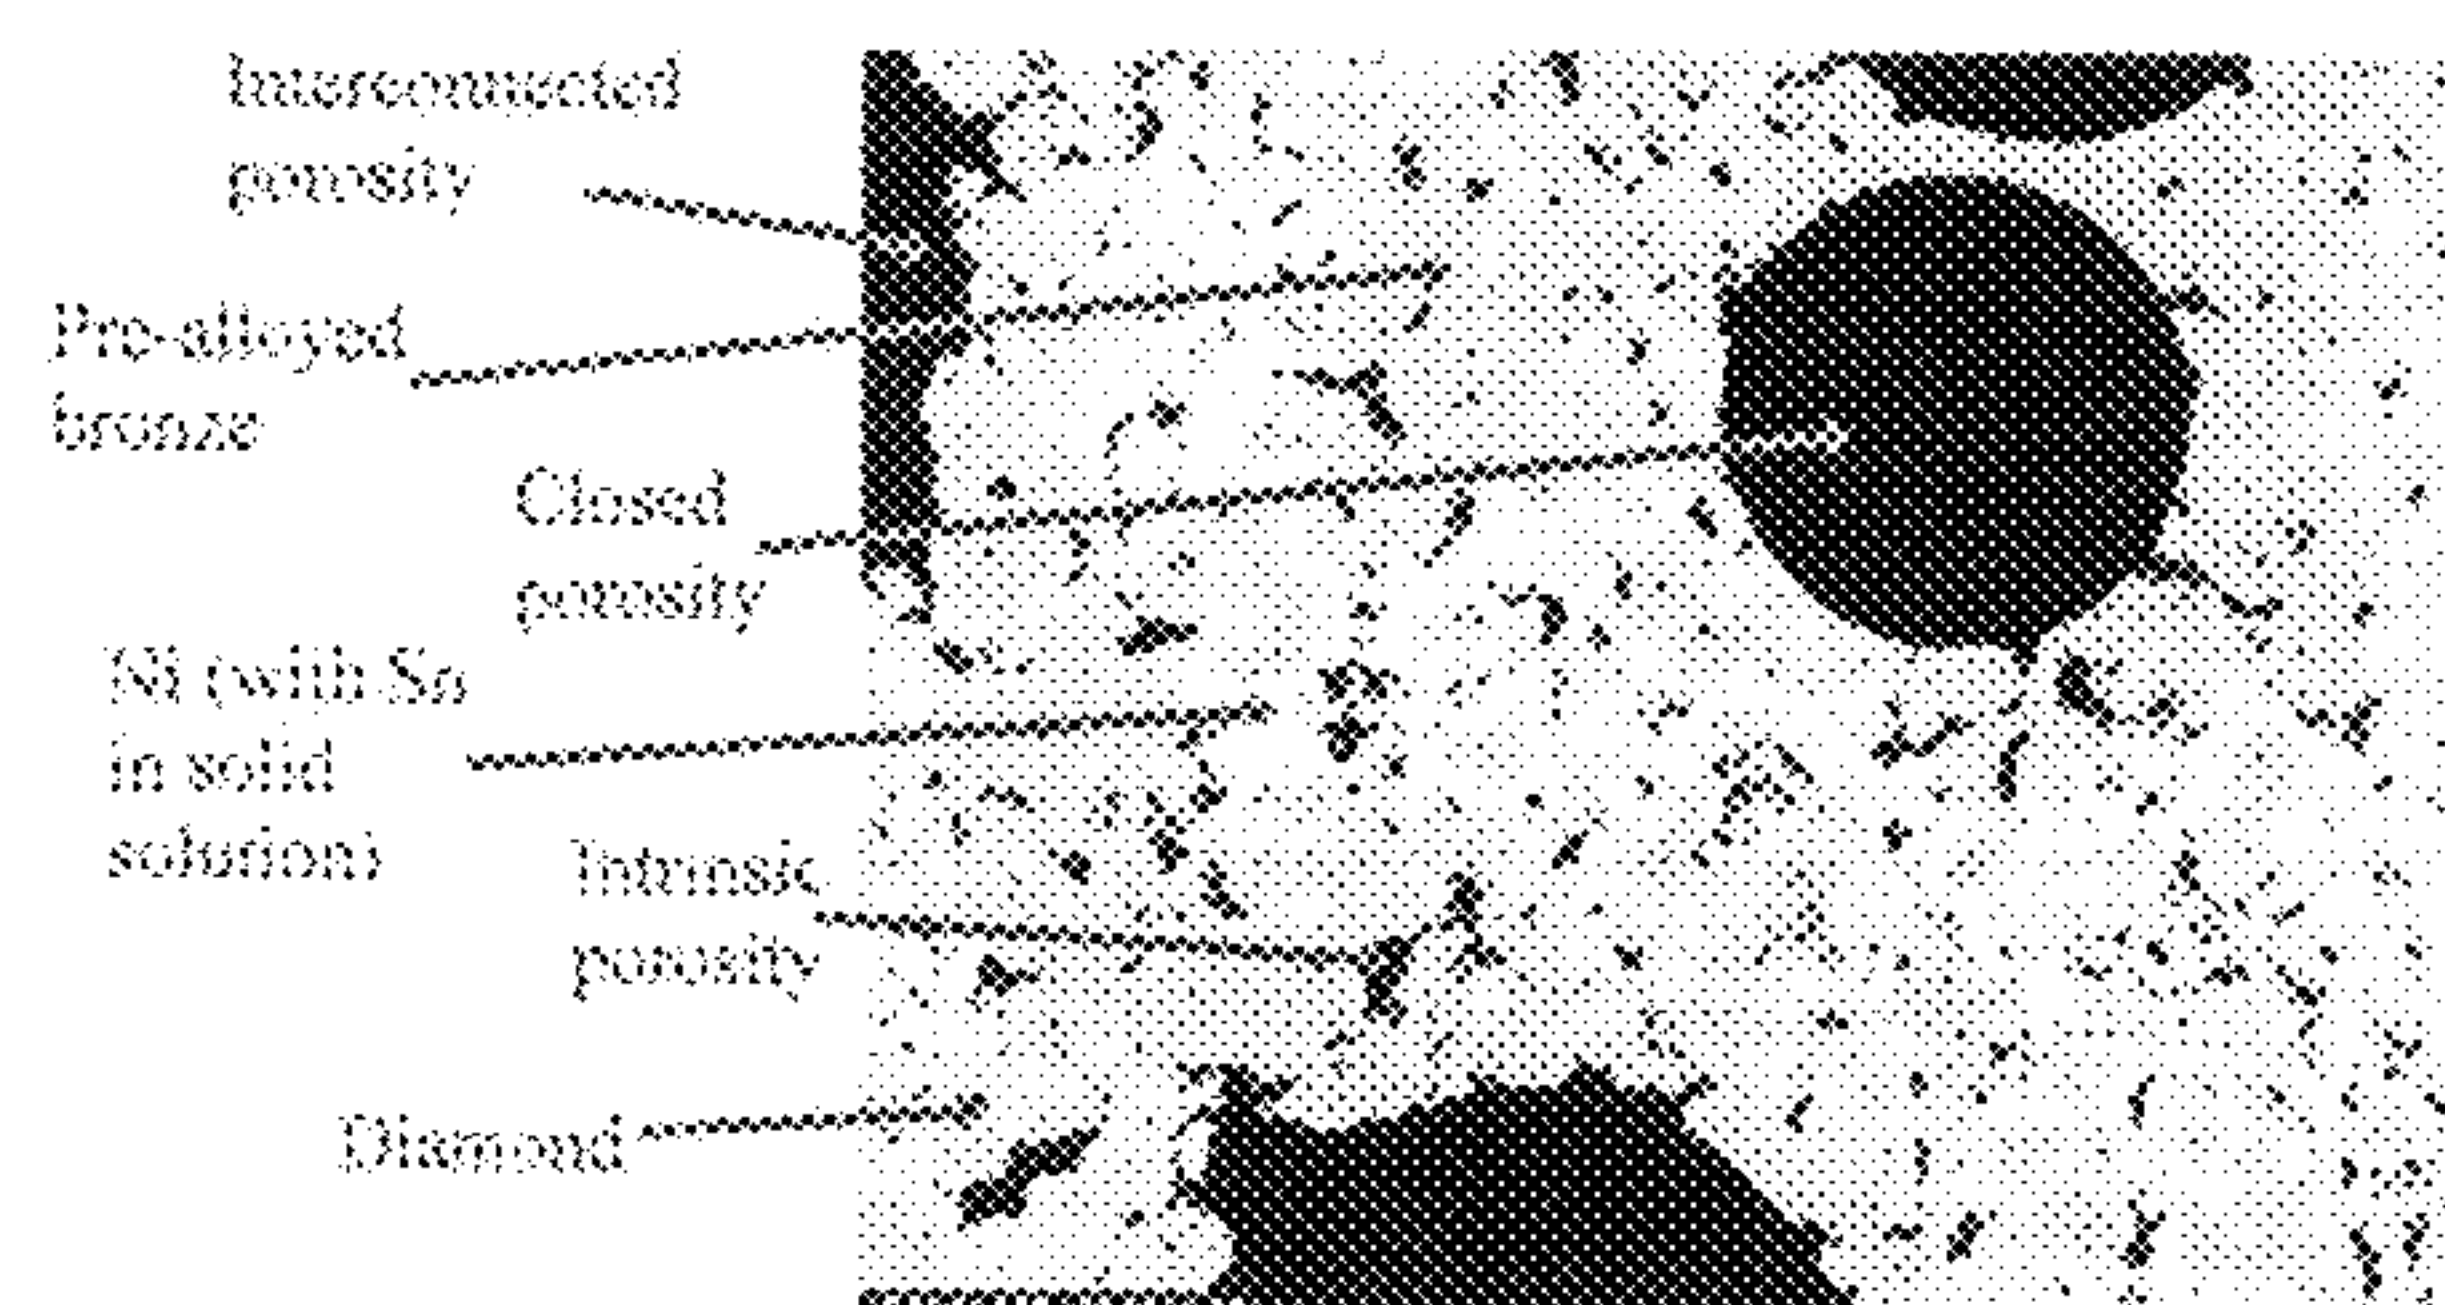 Interconnected
porosity
Pre-alloyed
bronze
Closed
porosity
Ni (with Sn
in solid
solution)
Intrinsic
porosity
Diamond